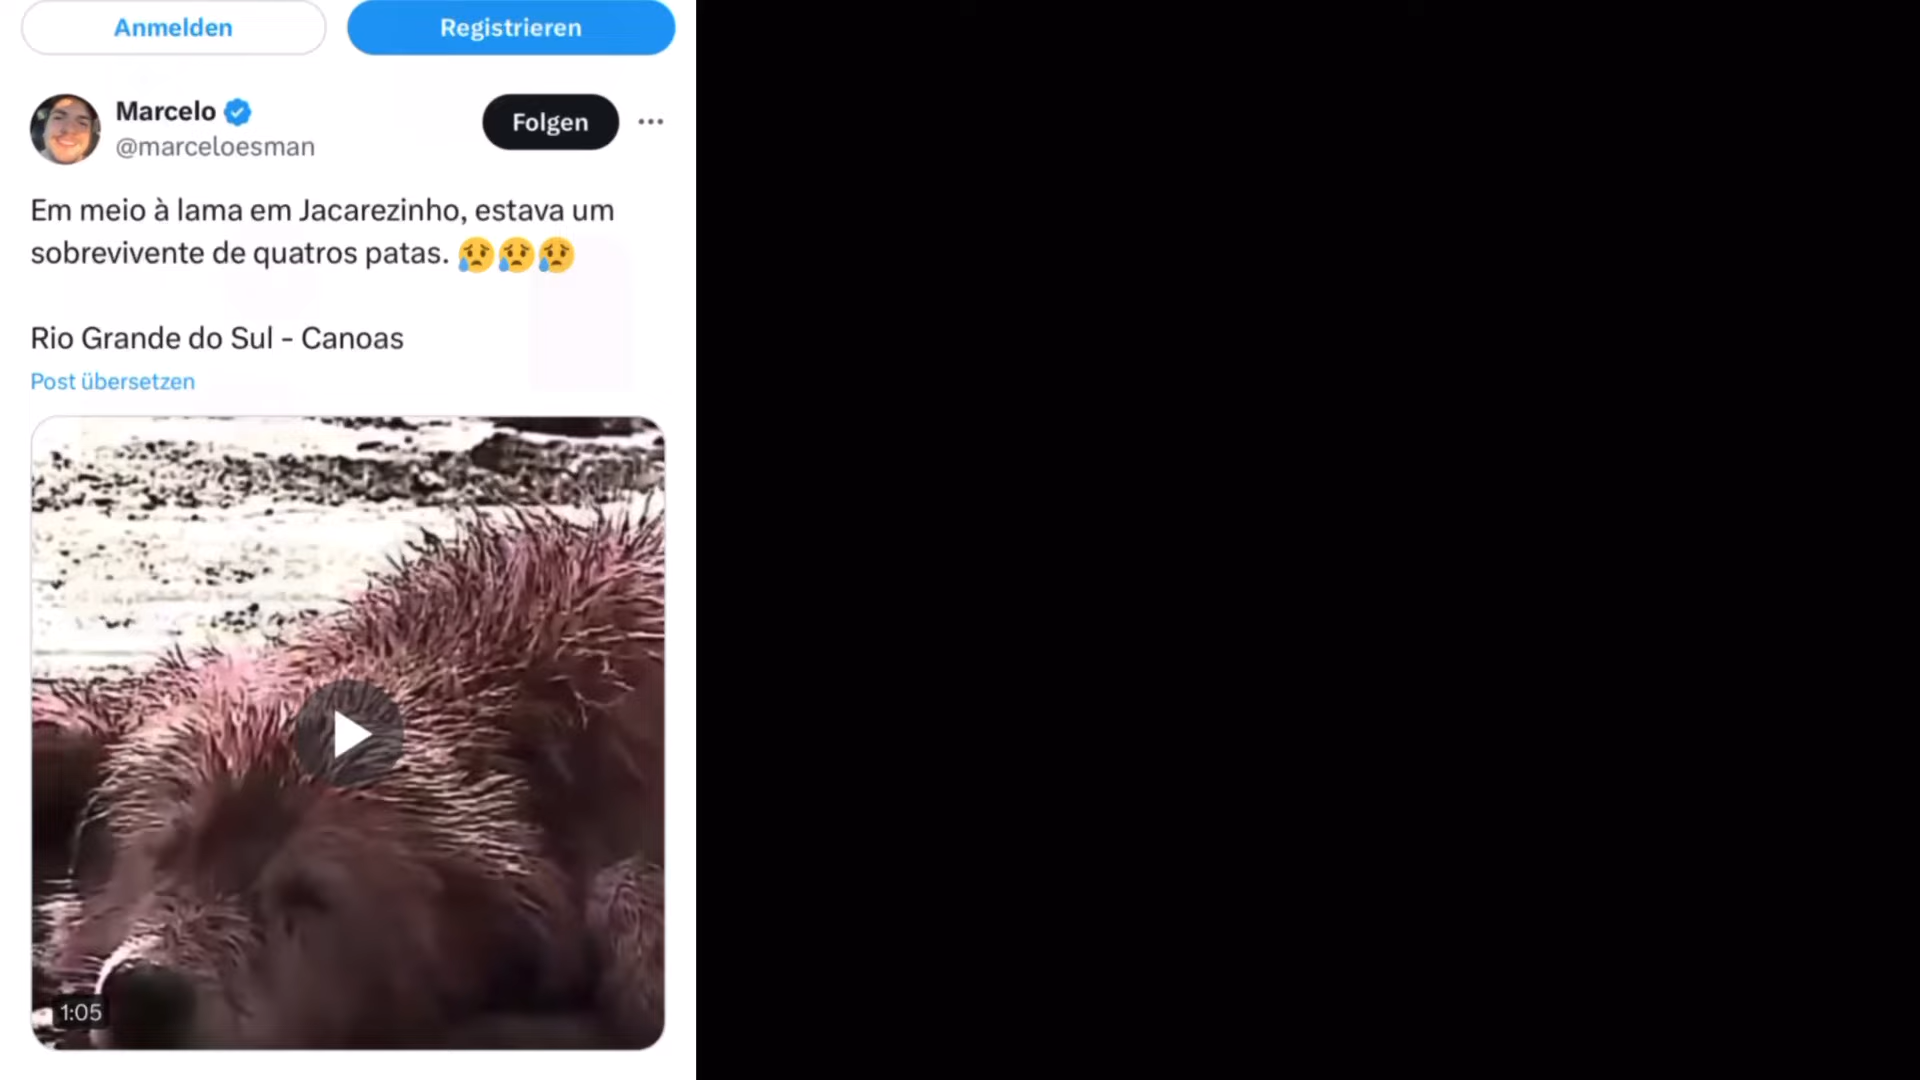 Anmelden
Registrieren
Marcelo
@marceloesman
Folgen
Em meio à lama em Jacarezinho, estava um
sobrevivente de quatros patas. 😥😥😥
Rio Grande do Sul - Canoas
Post übersetzen
1:05